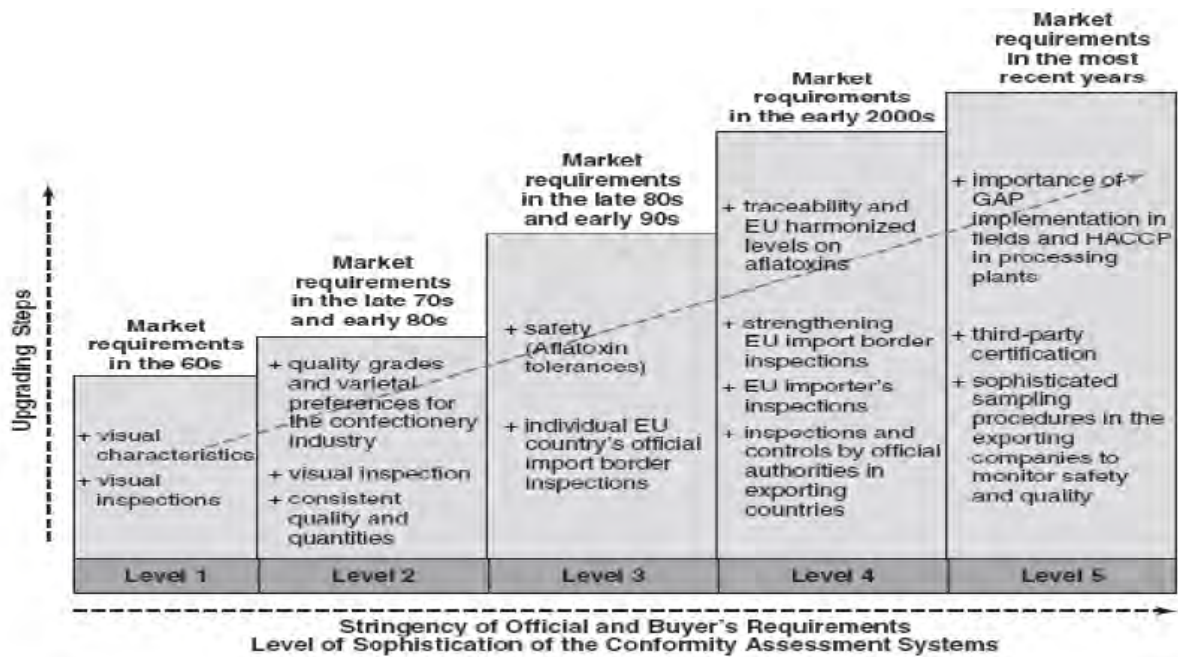 Market
requirements
in the most
recent years
Market
requirements
in the early 2000s
Market
requirements
in the late 80s
and early 90s
Market
requirements
in the late 70s
and early 80s
Market
requirements
in the 60s
Upgrading Steps
+ visual
characteristics
+ visual
inspections
+ quality grades
and varietal
preferences for
the confectionery
industry
+ visual inspection
+ consistent
quality and
quantities
+ safety
(Aflatoxin
tolerances)
+ individual EU
country's official
import border
inspections
+ traceability and
EU harmonized
levels on
aflatoxins
+ strengthening
EU import border
inspections
+ EU importer's
inspections
+ inspections and
controls by official
authorities in
exporting
countries
+ importance of
GAP
implementation in
fields and HACCP
in processing
plants
+ third-party
certification
+ sophisticated
sampling
procedures in the
exporting
companies to
monitor safety
and quality
Level 1
Level 2
Level 3
Level 4
Level 5
Stringency of Official and Buyer's Requirements
Level of Sophistication of the Conformity Assessment Systems